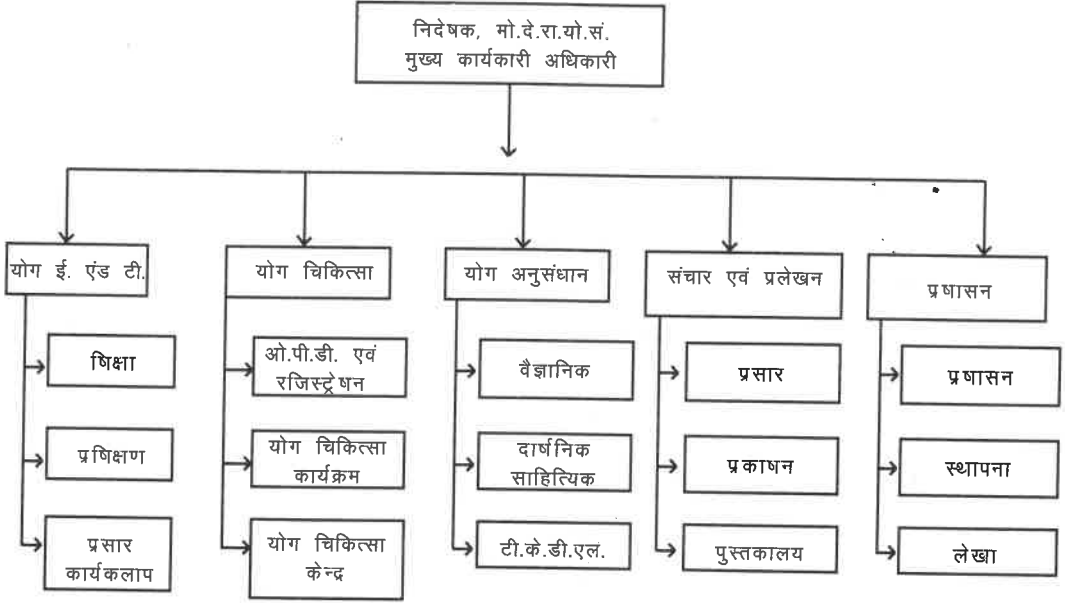 निदेषक, मो.दे.रा.यो.सं.
मुख्य कार्यकारी अधिकारी
योग ई. एंड टी.
योग चिकित्सा
योग अनुसंधान
संचार एवं प्रलेखन
प्रषासन
षिक्षा
ओ.पी.डी. एवं
रजिस्ट्रेषन
वैज्ञानिक
प्रसार
प्रषासन
प्रषिक्षण
योग चिकित्सा
कार्यक्रम
दार्षनिक
साहित्यिक
प्रकाषन
स्थापना
प्रसार
कार्यकलाप
योग चिकित्सा
केन्द्र
टी.के.डी.एल.
पुस्तकालय
लेखा